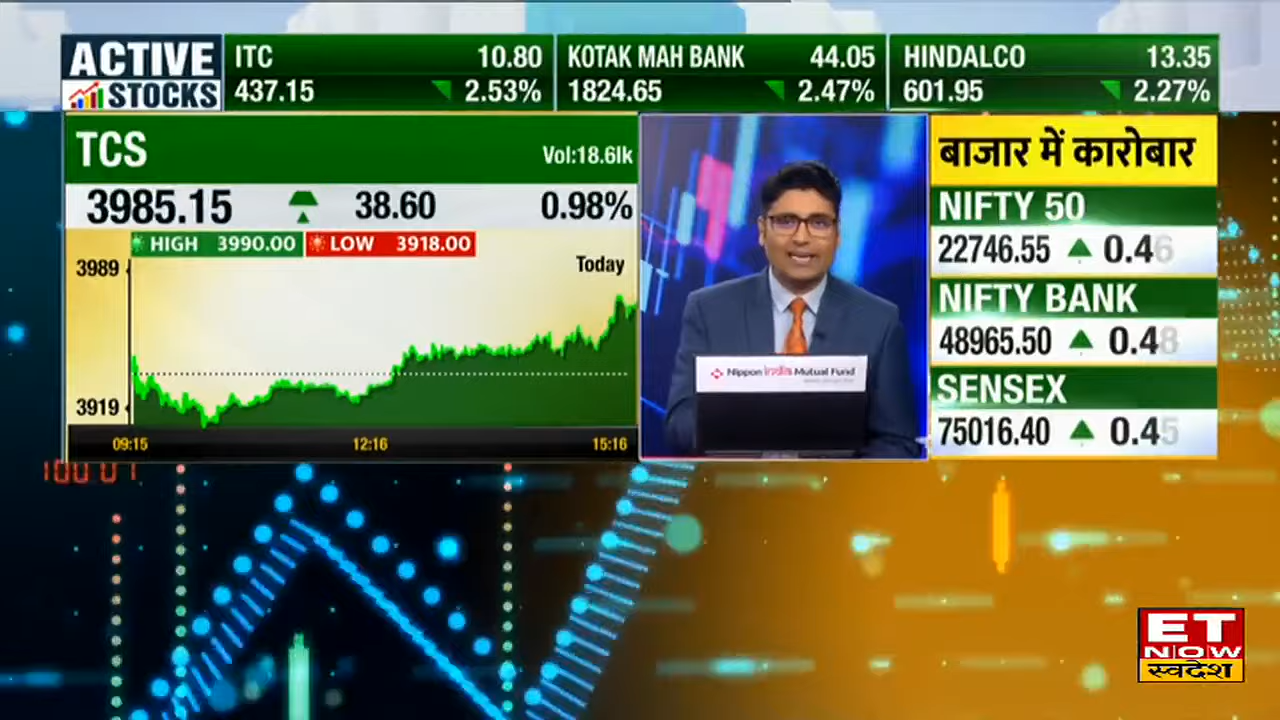 ACTIVE
STOCKS
ITC 10.80
437.15 2.53%
KOTAK MAH BANK 44.05
1824.65 2.47%
HINDALCO 13.35
601.95 2.27%
TCS Vol:18.6lk
3985.15 38.60 0.98%
HIGH 3990.00 LOW 3918.00
3989
Today
3919
09:15 12:16 15:16
Nippon india Mutual Fund
बाजार में कारोबार
NIFTY 50
22746.55 0.46
NIFTY BANK
48965.50 0.48
SENSEX
75016.40 0.45
ET
NOW
स्वदेश